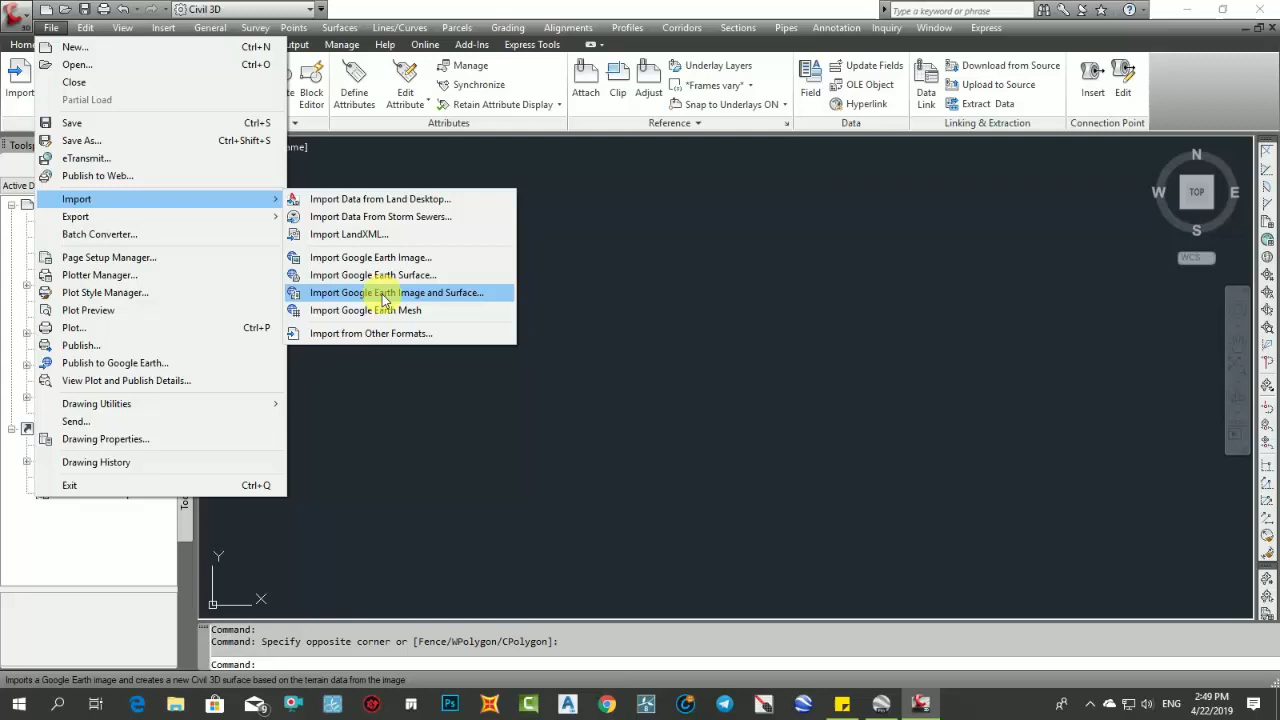 Civil 3D
Type a keyword or phrase
File Edit View Insert General Survey Points Surfaces Lines/Curves Parcels Grading Alignments Profiles Corridors Sections Pipes Annotation Inquiry Window Express
Manage Help Online Add-Ins Express Tools
Import
Block
Editor
Define
Attributes
Edit
Attribute
Manage
Synchronize
Retain Attribute Display
Attributes
Attach
Clip
Adjust
Underlay Layers
*Frames vary*
Snap to Underlays ON
Reference
Field
Update Fields
OLE Object
Hyperlink
Data
Data
Link
Download from Source
Upload to Source
Extract Data
Linking & Extraction
Insert
Edit
Connection Point
New... Ctrl+N
Open... Ctrl+O
Close
Partial Load
Save Ctrl+S
Save As... Ctrl+Shift+S
eTransmit...
Publish to Web...
Import
Export
Batch Converter...
Page Setup Manager...
Plotter Manager...
Plot Style Manager...
Plot Preview
Plot... Ctrl+P
Publish...
Publish to Google Earth...
View Plot and Publish Details...
Drawing Utilities
Send...
Drawing Properties...
Drawing History
Exit Ctrl+Q
Import Data from Land Desktop...
Import Data From Storm Sewers...
Import LandXML...
Import Google Earth Image...
Import Google Earth Surface...
Import Google Earth Image and Surface...
Import Google Earth Mesh
Import from Other Formats...
N
W TOP E
S
WCS
Y
X
Command:
Command: Specify opposite corner or [Fence/WPolygon/CPolygon]:
Command:
Imports a Google Earth image and creates a new Civil 3D surface based on the terrain data from the image
ENG
2:49 PM
4/22/2019